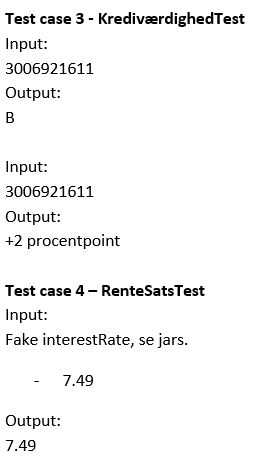 Test case 3 - KrediværdighedTest
Input:
3006921611
Output:
B
Input:
3006921611
Output:
+2 procentpoint
Test case 4 – RenteSatsTest
Input:
Fake interestRate, se jars.
- 7.49
Output:
7.49